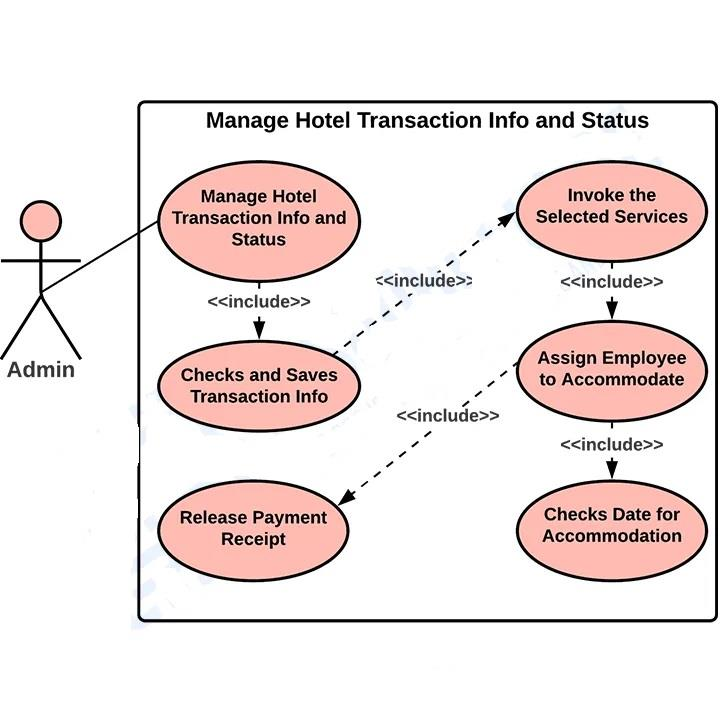 Manage Hotel Transaction Info and Status
Manage Hotel
Transaction Info and
Status
Invoke the
Selected Services
<<include>>
<<include>>
<<include>>
Admin
Checks and Saves
Transaction Info
Assign Employee
to Accommodate
<<include>>
<<include>>
Release Payment
Receipt
Checks Date for
Accommodation